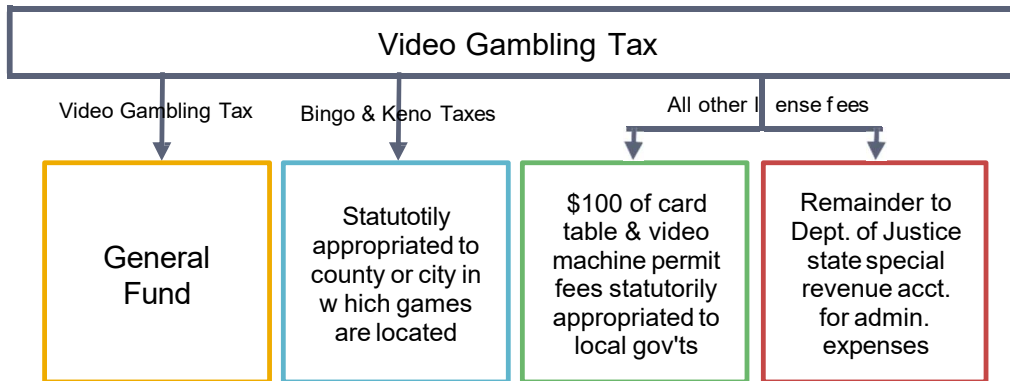 Video Gambling Tax
Video Gambling Tax
Bingo & Keno Taxes
All other l ense fees
General
Fund
Statutotily
appropriated to
county or city in
w hich games
are located
$100 of card
table & video
machine permit
fees statutorily
appropriated to
local gov'ts
Remainder to
Dept. of Justice
state special
revenue acct.
for admin.
expenses